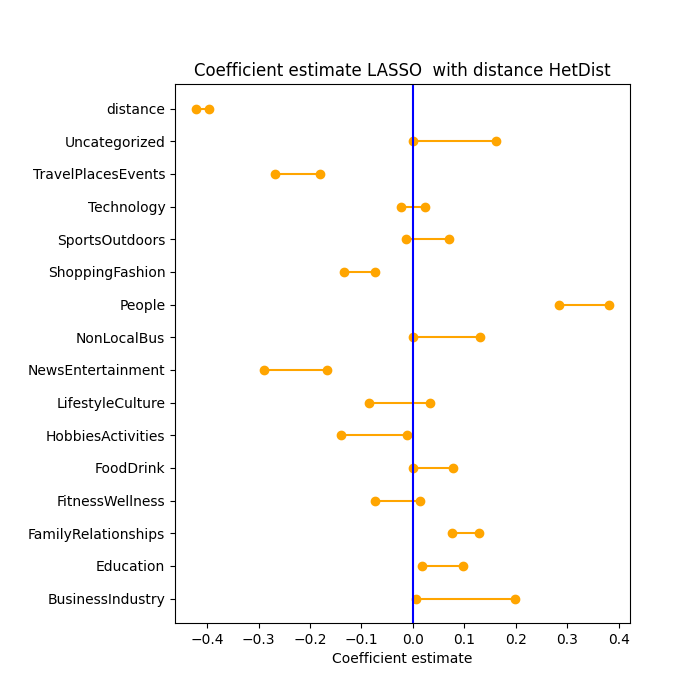 Coefficient estimate LASSO  with distance HetDist
distance
Uncategorized
TravelPlacesEvents
Technology
SportsOutdoors
ShoppingFashion
People
NonLocalBus
NewsEntertainment
LifestyleCulture
HobbiesActivities
FoodDrink
FitnessWellness
FamilyRelationships
Education
BusinessIndustry
−0.4 −0.3 −0.2 −0.1 0.0 0.1 0.2 0.3 0.4
Coefficient estimate